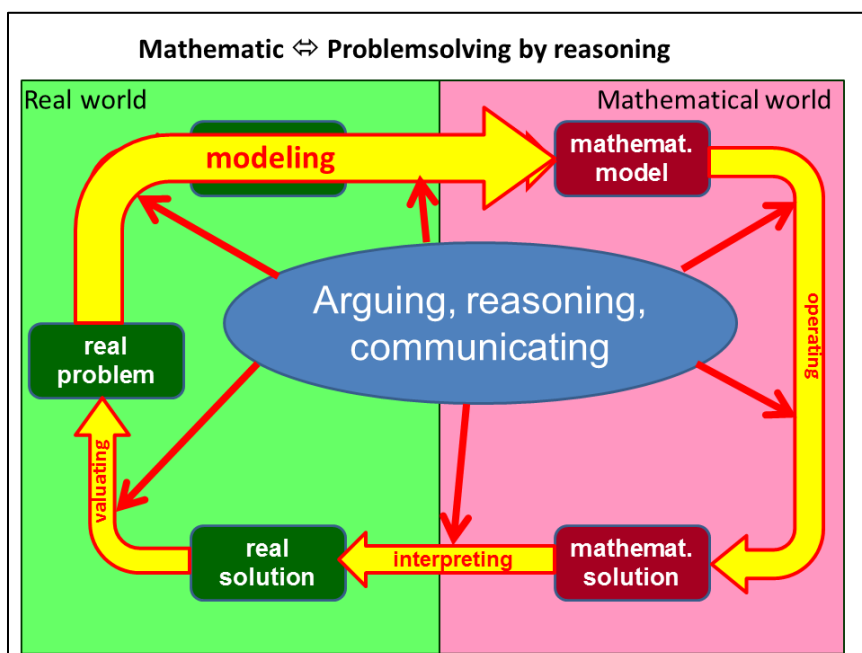 Mathematic ⇔ Problemsolving by reasoning
Real world
Mathematical world
modeling
mathemat.
model
Arguing, reasoning,
communicating
operating
real
problem
valuating
real
solution
interpreting
mathemat.
solution